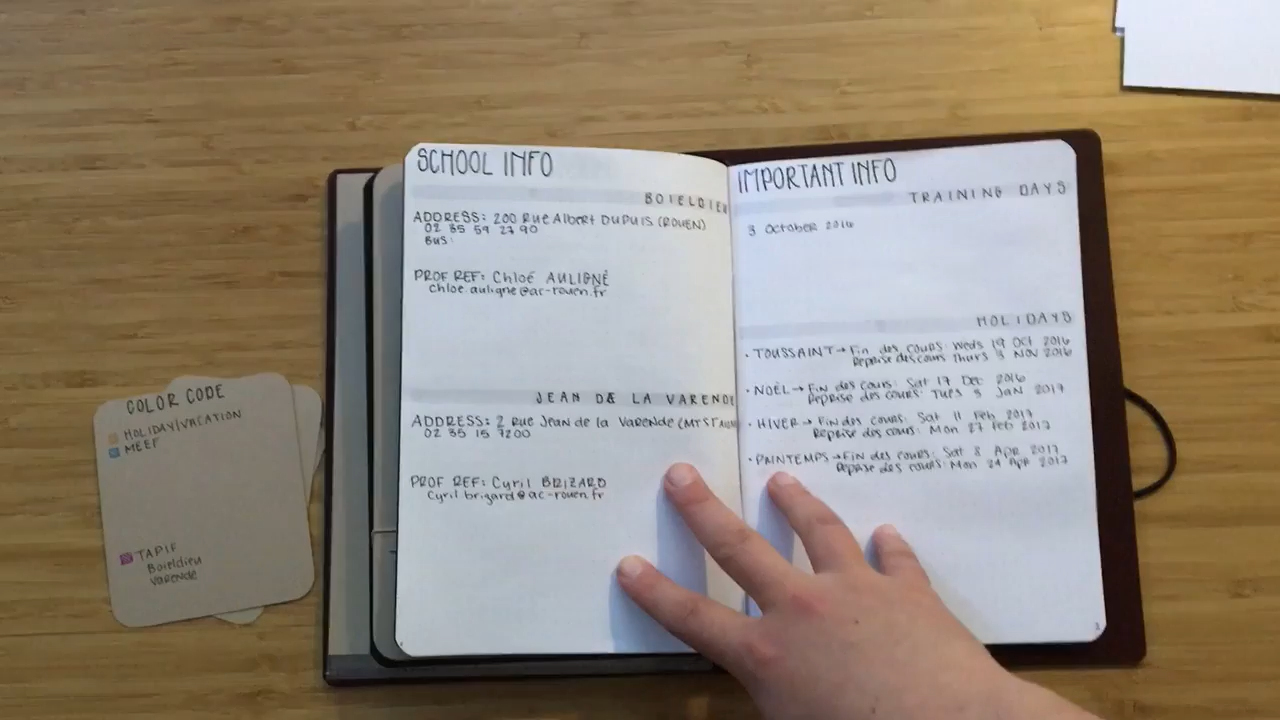 COLOR CODE
HOLIDAY/VACATION
MEEF
TAPIF
Boieldieu
Varende
SCHOOL INFO
BOIELDIEU
ADDRESS: 200 Rue Albert DUPUIS (ROUEN)
02 35 59 27 90
BUS:
PROF REF: Chloé AULIGNÉ
chloe.auligne@ac-rouen.fr
JEAN DE LA VARENDE
ADDRESS: 2 Rue Jean de la Varende (MT ST
02 35 15 7200
PROF REF: Cyril BRIZARD
Cyril.brizard@ac-rouen.fr
IMPORTANT INFO
TRAINING DAYS
3 October 2016
HOLIDAYS
• TOUSSAINT → Fin des cours: Weds 19 OCT 2016
Reprise des cours Thurs 3 NOV 2016
• NOËL → Fin des cours: Sat 17 Dec 2016
Reprise des cours: Tues 3 JAN 2017
• HIVER → Fin des cours: Sat 11 Feb 2017
Reprise des cours: Mon 27 Feb 2017
• PRINTEMPS → Fin des cours: Sat 8 Apr 2017
Reprise des cours: Mon 24 Apr 2017
3